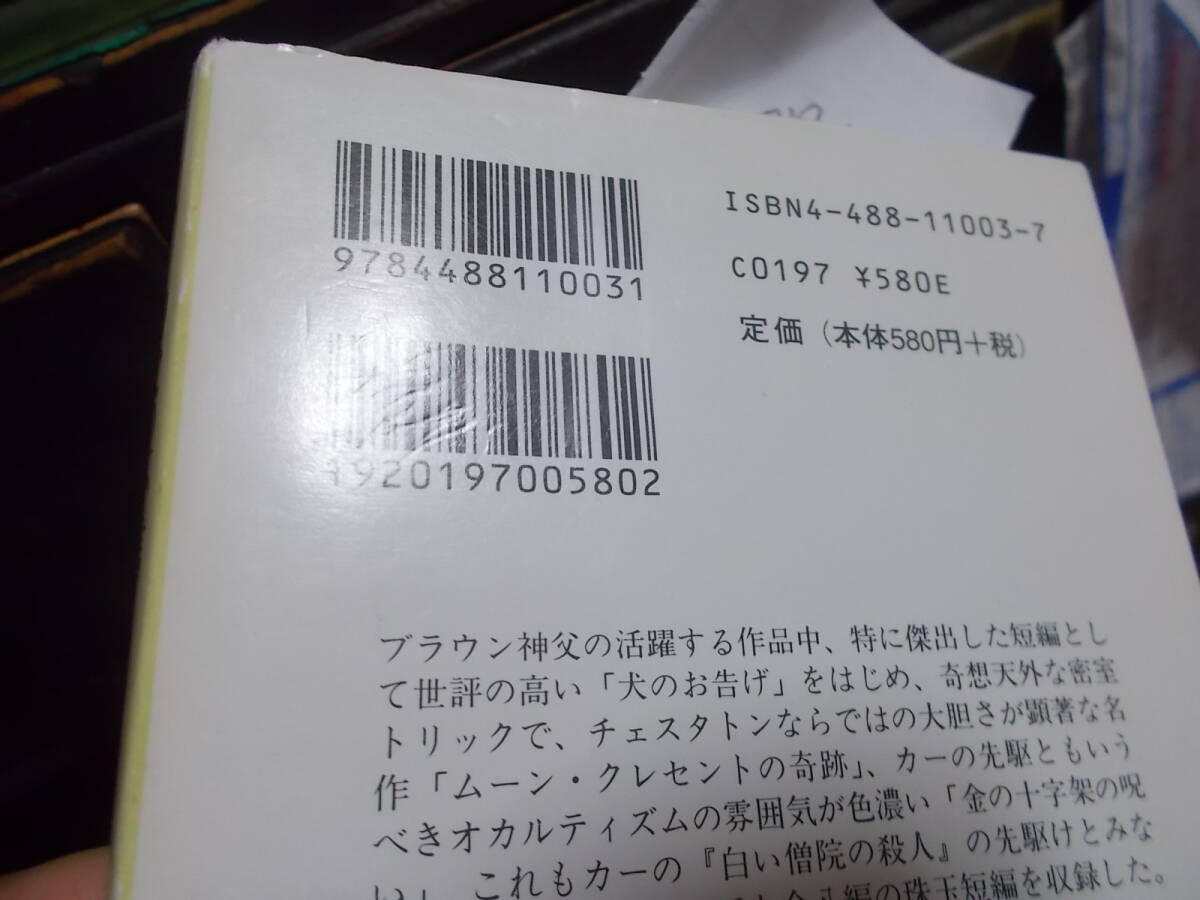 9784488110031
ISBN4-488-11003-7
C0197 ¥580E
定価（本体580円＋税）
1920197005802
ブラウン神父の活躍する作品中、特に傑出した短編とし
て世評の高い「犬のお告げ」をはじめ、奇想天外な密室
トリックで、チェスタトンならではの大胆さが顕著な名
作「ムーン・クレセントの奇跡」、カーの先駆ともいう
べきオカルティズムの雰囲気が色濃い「金の十字架の呪
い」、これもカーの『白い僧院の殺人』の先駆けとみな
全八編の珠玉短編を収録した。